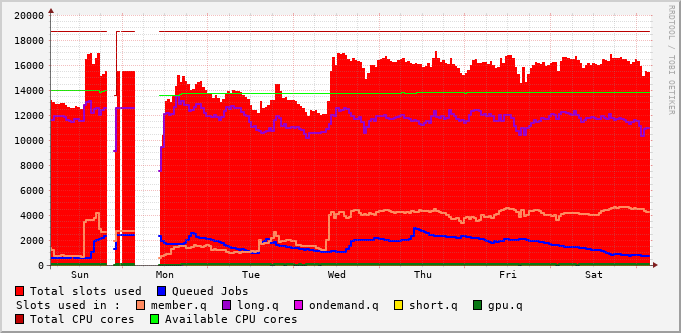 20000
18000
16000
14000
12000
10000
8000
6000
4000
2000
0
Sun Mon Tue Wed Thu Fri Sat
RRDTOOL / TOBI OETIKER
Total slots used Queued Jobs
Slots used in : member.q long.q ondemand.q short.q gpu.q
Total CPU cores Available CPU cores